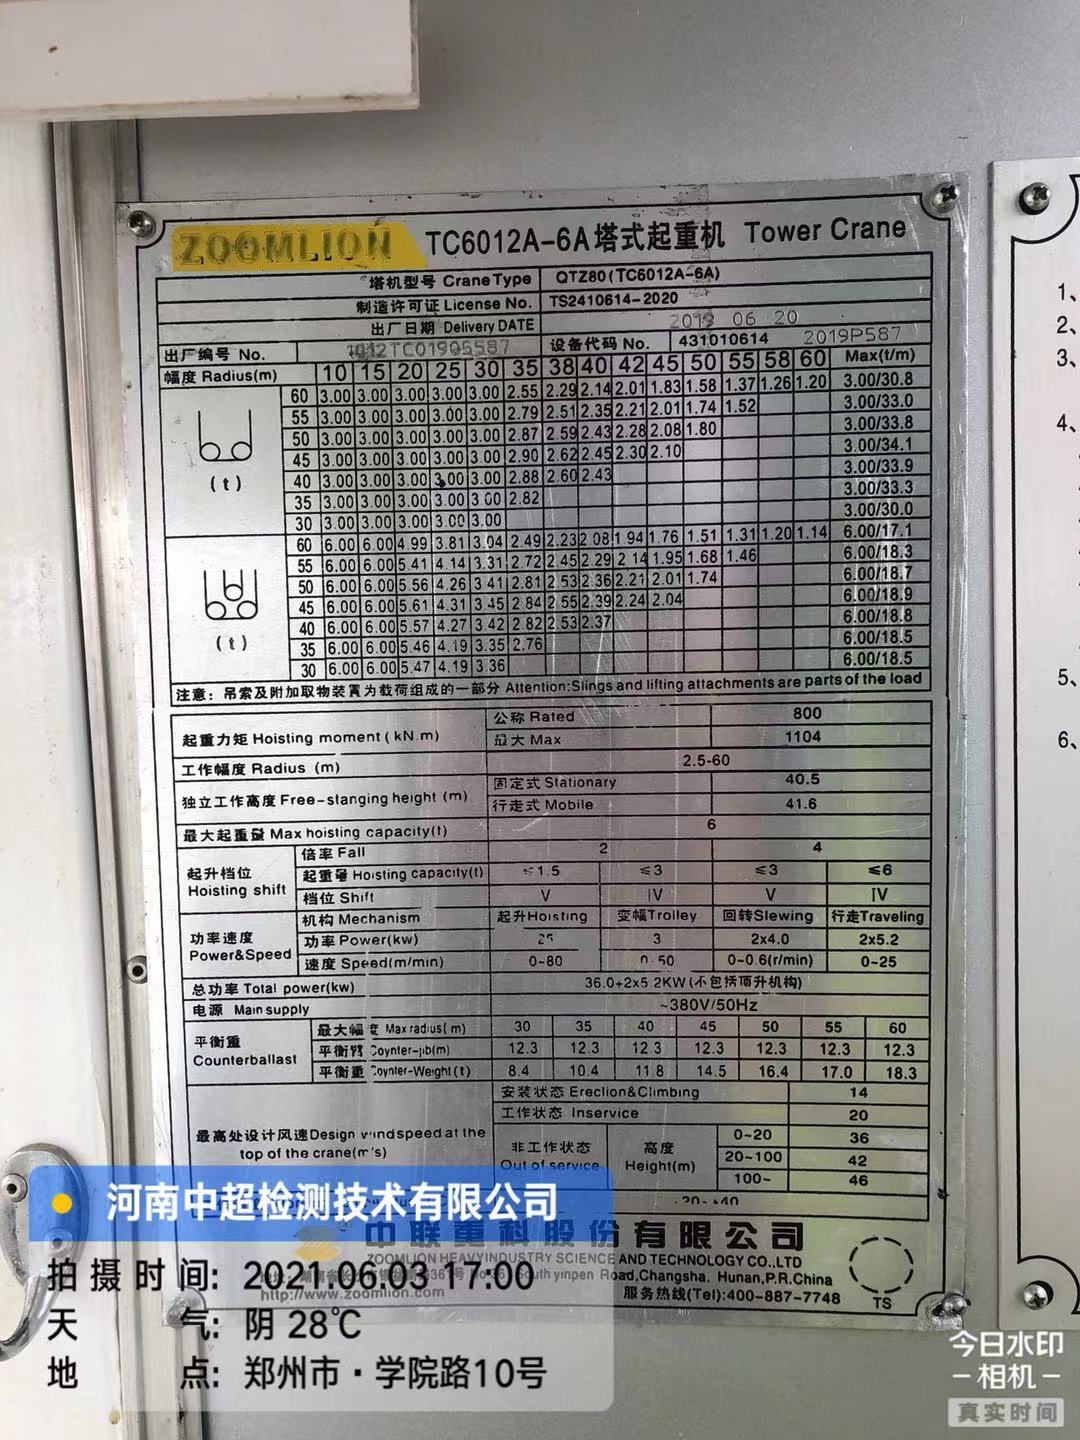 ZOOMLION TC6012A-6A塔式起重机 Tower Crane
塔机型号 Crane Type QTZ80(TC6012A-6A)
制造许可证 License No. TS2410614-2020
出厂日期 Delivery DATE 2019 06 20
出厂编号 No. 设备代码 No. 431010614 2019P587
幅度 Radius(m) 10 15 20 25 30 35 38 40 42 45 50 55 58 60 Max(t/m)
60 3.00 3.00 3.00 3.00 3.00 2.55 2.29 2.14 2.01 1.83 1.58 1.37 1.26 1.20 3.00/30.8
55 3.00 3.00 3.00 3.00 3.00 2.79 2.51 2.35 2.21 2.01 1.74 1.52 3.00/33.0
50 3.00 3.00 3.00 3.00 3.00 2.87 2.59 2.43 2.28 2.08 1.80 3.00/33.8
45 3.00 3.00 3.00 3.00 3.00 2.90 2.62 2.45 2.30 2.10 3.00/34.1
40 3.00 3.00 3.00 3.00 3.00 2.88 2.60 2.43 3.00/33.9
(t)
35 3.00 3.00 3.00 3.00 3.00 2.82 3.00/33.3
30 3.00 3.00 3.00 3.00 3.00 3.00/30.0
60 6.00 6.00 4.99 3.81 3.04 2.49 2.23 2.08 1.94 1.76 1.51 1.31 1.20 1.14 6.00/17.1
55 6.00 6.00 5.41 4.14 3.31 2.72 2.45 2.29 2.14 1.95 1.68 1.46 6.00/18.3
50 6.00 6.00 5.56 4.26 3.41 2.81 2.53 2.36 2.21 2.01 1.74 6.00/18.7
45 6.00 6.00 5.61 4.31 3.45 2.84 2.55 2.39 2.24 2.04 6.00/18.9
40 6.00 6.00 5.57 4.27 3.42 2.82 2.53 2.37 6.00/18.8
(t)
35 6.00 6.00 5.46 4.19 3.35 2.76 6.00/18.5
30 6.00 6.00 5.47 4.19 3.36 6.00/18.5
注意: 吊索及附加取物装置为载荷组成的一部分 Attention:Slings and lifting attachments are parts of the load
起重力矩 Hoisting moment(kN.m) 公称 Rated 800
最大 Max 1104
工作幅度 Radius (m) 2.5-60
独立工作高度 Free-stanging height (m) 固定式 Stationary 40.5
行走式 Mobile 41.6
最大起重量 Max hoisting capacity(t) 6
起升档位 Hoisting shift 倍率 Fall 2 4
起重量 Hoisting capacity(t) ≤1.5 ≤3 ≤3 ≤6
档位 Shift V IV V IV
功率速度 Power&Speed 机构 Mechanism 起升Hoisting 变幅Trolley 回转Slewing 行走Traveling
功率 Power(kw) 25 3 2x4.0 2x5.2
速度 Speed(m/min) 0~80 0~50 0~0.6(r/min) 0~25
总功率 Total power(kw) 36.0+2x5.2KW(不包括顶升机构)
电源 Main supply ~380V/50Hz
平衡重 Counterballast 最大幅度 Max radius(m) 30 35 40 45 50 55 60
平衡臂 Coynter-jib(m) 12.3 12.3 12.3 12.3 12.3 12.3 12.3
平衡重 Coynter-Weight(t) 8.4 10.4 11.8 14.5 16.4 17.0 18.3
最高处设计风速Design windspeed at the top of the crane(m/s) 安装状态 Ereclion&Climbing 14
工作状态 Inservice 20
非工作状态 Out of service 高度 Height(m) 0~20 36
20~100 42
100~ 46
中联重科股份有限公司
ZOOMLION HEAVYINDUSTRY SCIENCE AND TECHNOLOGY CO.,LTD
South yinpen Road,Changsha. Hunan,P.R.China
http://www.zoomlion.com 服务热线(Tel):400-887-7748
TS
1、
2、
3、
4、
5、
6、
河南中超检测技术有限公司
拍摄时间: 2021.06.03 17:00
天气: 阴 28℃
地点: 郑州市·学院路10号
今日水印
-相机-
真实时间